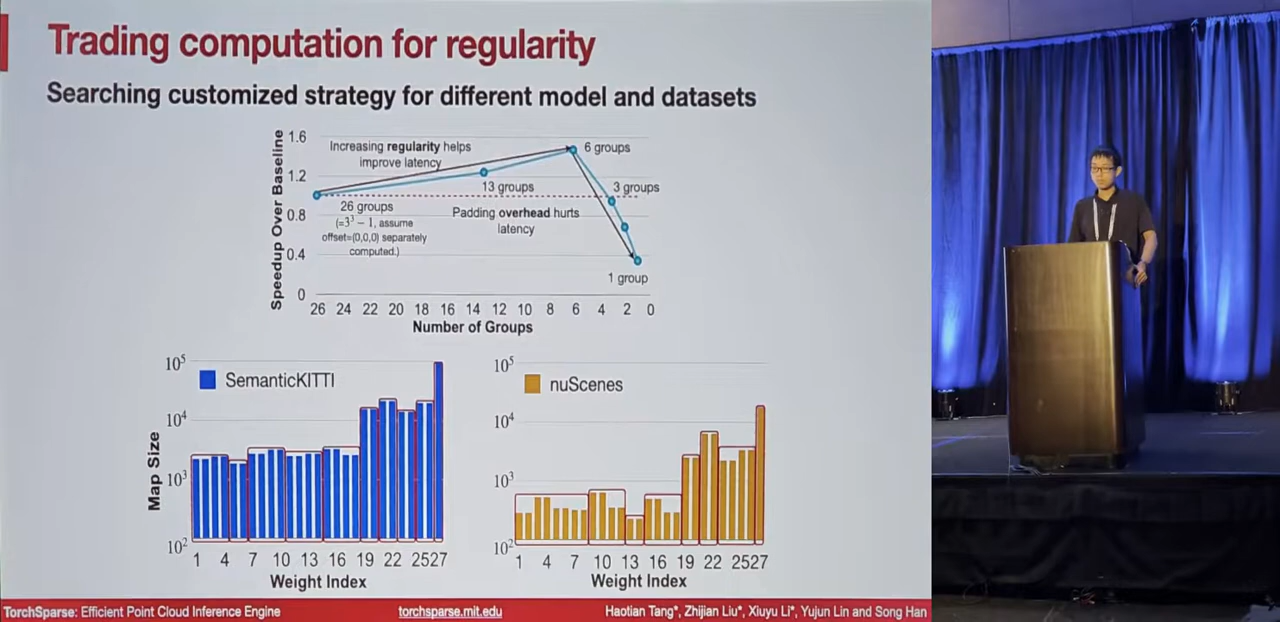 Trading computation for regularity
Searching customized strategy for different model and datasets
Speedup Over Baseline
1.6
1.2
0.8
0.4
0
Increasing regularity helps
improve latency
6 groups
13 groups
3 groups
26 groups
(=3³ − 1, assume
offset=(0,0,0) separately
computed.)
Padding overhead hurts
latency
1 group
26 24 22 20 18 16 14 12 10 8 6 4 2 0
Number of Groups
Map Size
10⁵
10⁴
10³
10²
SemanticKITTI
1 4 7 10 13 16 19 22 2527
Weight Index
10⁵
10⁴
10³
10²
nuScenes
1 4 7 10 13 16 19 22 2527
Weight Index
TorchSparse: Efficient Point Cloud Inference Engine
torchsparse.mit.edu
Haotian Tang*, Zhijian Liu*, Xiuyu Li*, Yujun Lin and Song Han